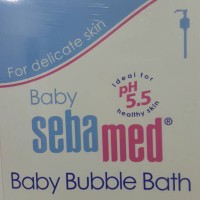 For delicate skin
Baby
sebamed®
ideal for
pH
5.5
healthy skin
Baby Bubble Bath